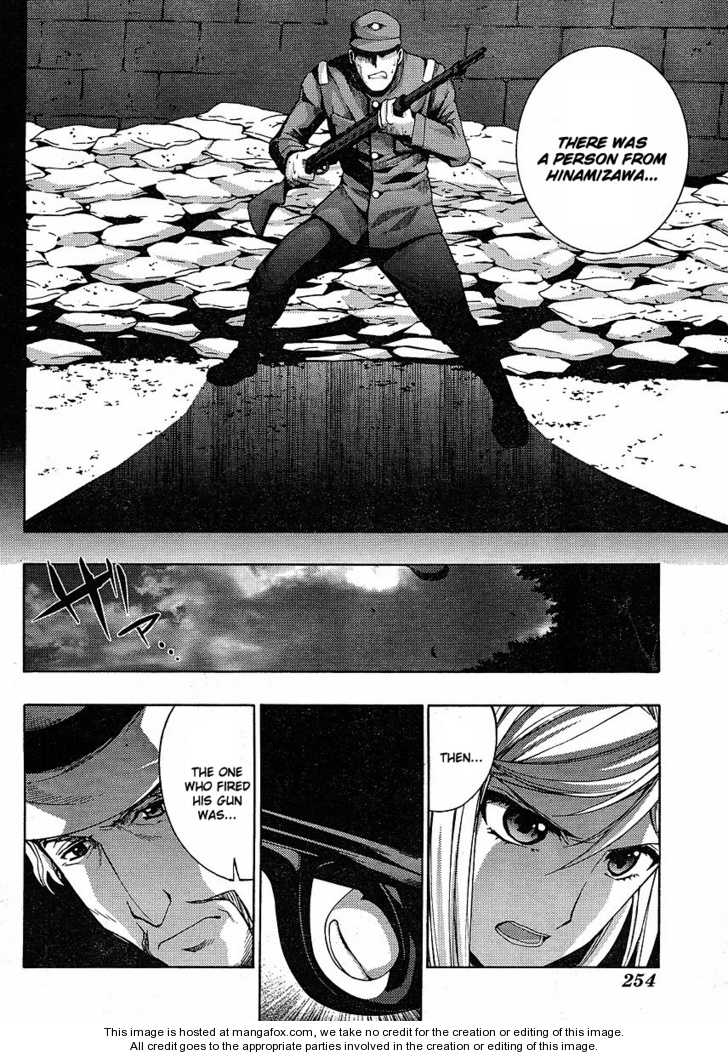 THERE WAS
A PERSON FROM
HINAMIZAWA...
THEN...
THE ONE
WHO FIRED
HIS GUN
WAS...
254
This image is hosted at mangafox.com, we take no credit for the creation or editing of this image.
All credit goes to the appropriate parties involved in the creation or editing of this image.